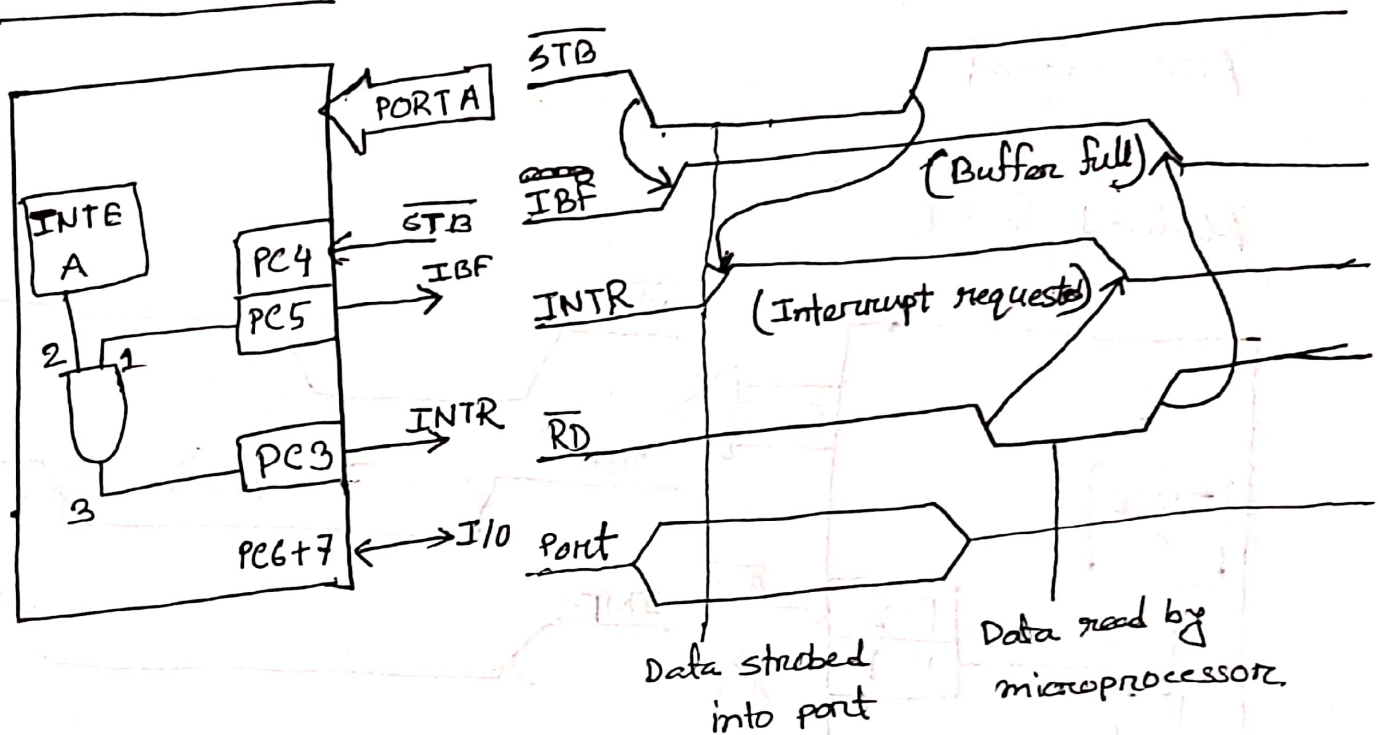 PORT A
INTE
A
PC4
STB
PC5
IBF
2
1
PC3
INTR
3
PC6+7
I/O
STB
IBF
(Buffer full)
INTR
(Interrupt requested)
RD
Port
Data strobed
into port
Data read by
microprocessor.